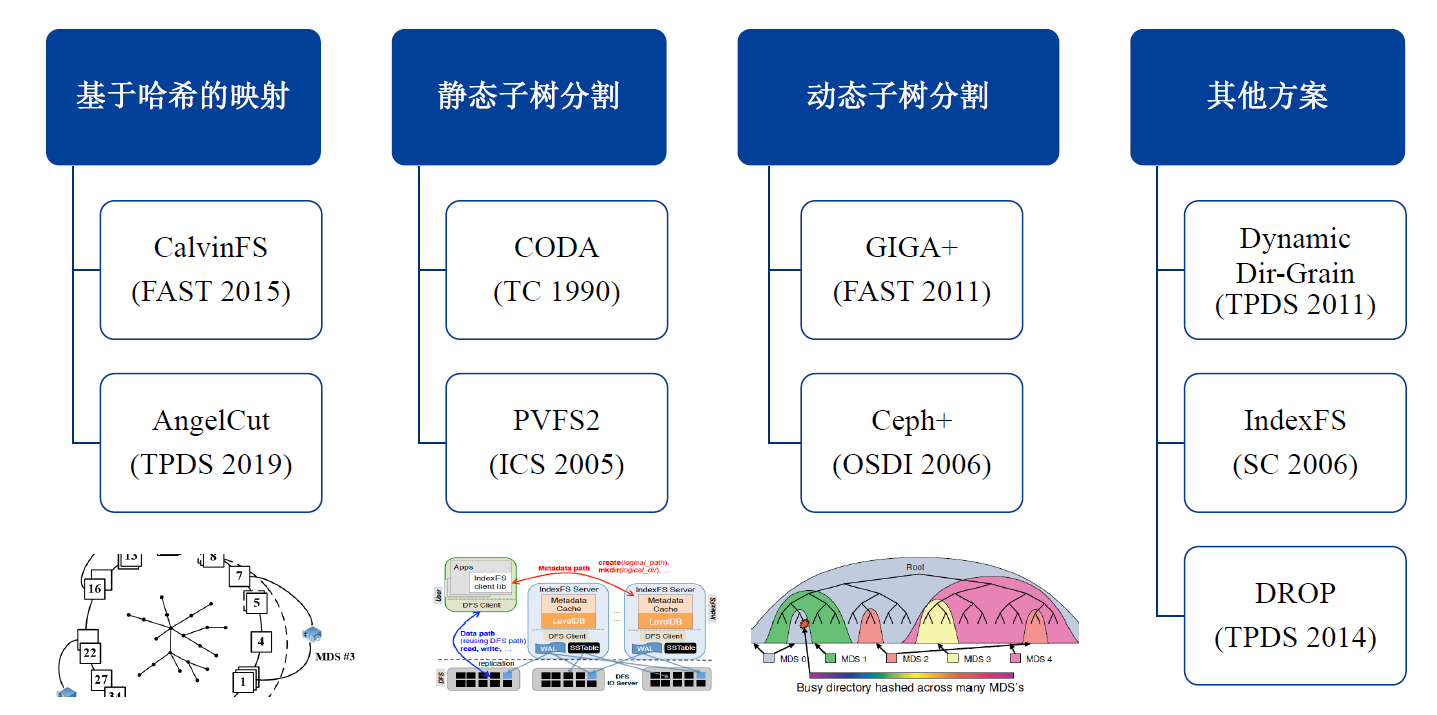 基于哈希的映射
CalvinFS
(FAST 2015)
AngelCut
(TPDS 2019)
静态子树分割
CODA
(TC 1990)
PVFS2
(ICS 2005)
动态子树分割
GIGA+
(FAST 2011)
Ceph+
(OSDI 2006)
其他方案
Dynamic
Dir-Grain
(TPDS 2011)
IndexFS
(SC 2006)
DROP
(TPDS 2014)
13
8
16
7
5
4
22
MDS #3
27
1
34
Apps
IndexFS
client lib
DFS Client
User
Metadata path
create(logical_path),
mkdir(logical_dir), ...
IndexFS Server
Metadata
Cache
LevelDB
DFS Client
WAL
SSTable
...
...
IndexFS Server
Metadata
Cache
LevelDB
DFS Client
WAL
SSTable
IndexFS
Data path
(reusing DFS path)
read, write, ...
replication
DFS
DFS
IO Server
Root
MDS 0
MDS 1
MDS 2
MDS 3
MDS 4
Busy directory hashed across many MDS's